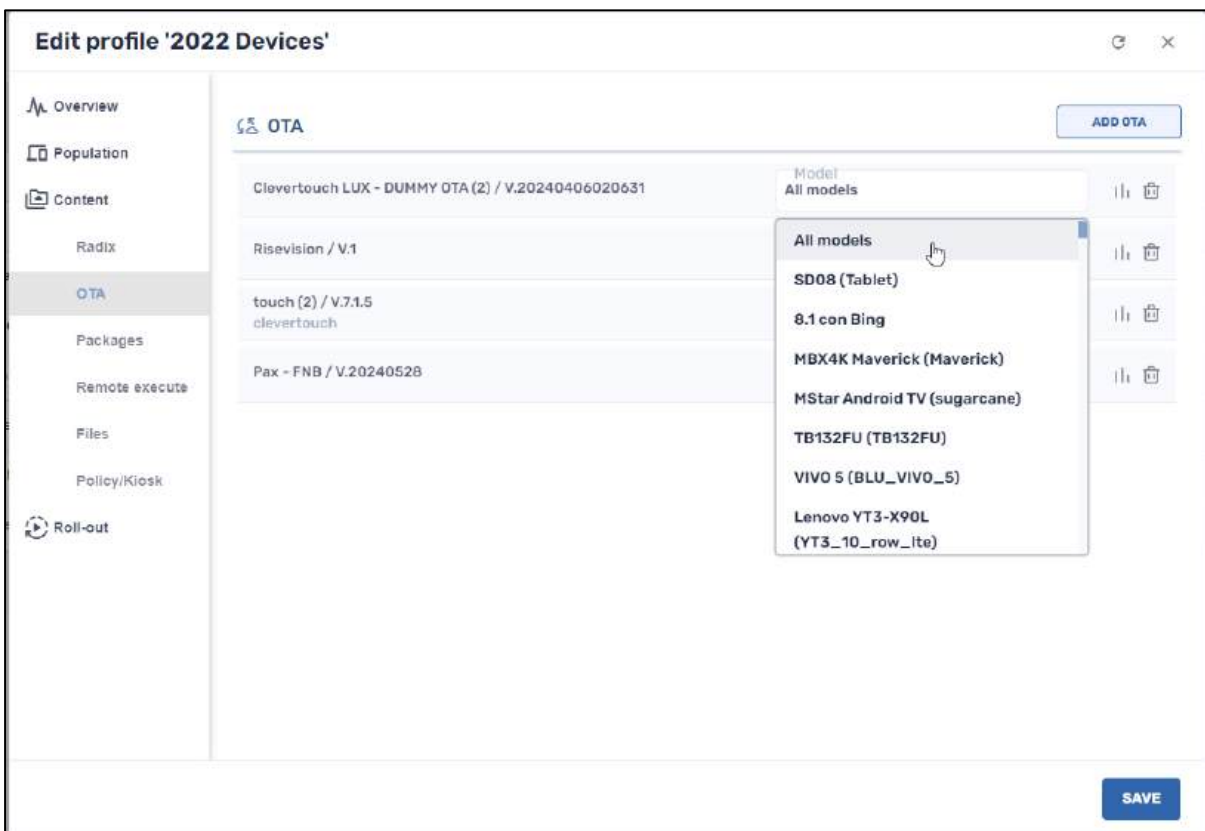 Edit profile '2022 Devices'
Overview
Population
Content
Radix
OTA
Packages
Remote execute
Files
Policy/Kiosk
Roll-out
OTA
ADD OTA
Clevertouch LUX - DUMMY OTA (2) / V.20240406020631
Model
All models
Risevision / V.1
touch (2) / V.7.1.5
clevertouch
Pax - FNB / V.20240528
All models
SD08 (Tablet)
8.1 con Bing
MBX4K Maverick (Maverick)
MStar Android TV (sugarcane)
TB132FU (TB132FU)
VIVO 5 (BLU_VIVO_5)
Lenovo YT3-X90L
(YT3_10_row_lte)
SAVE